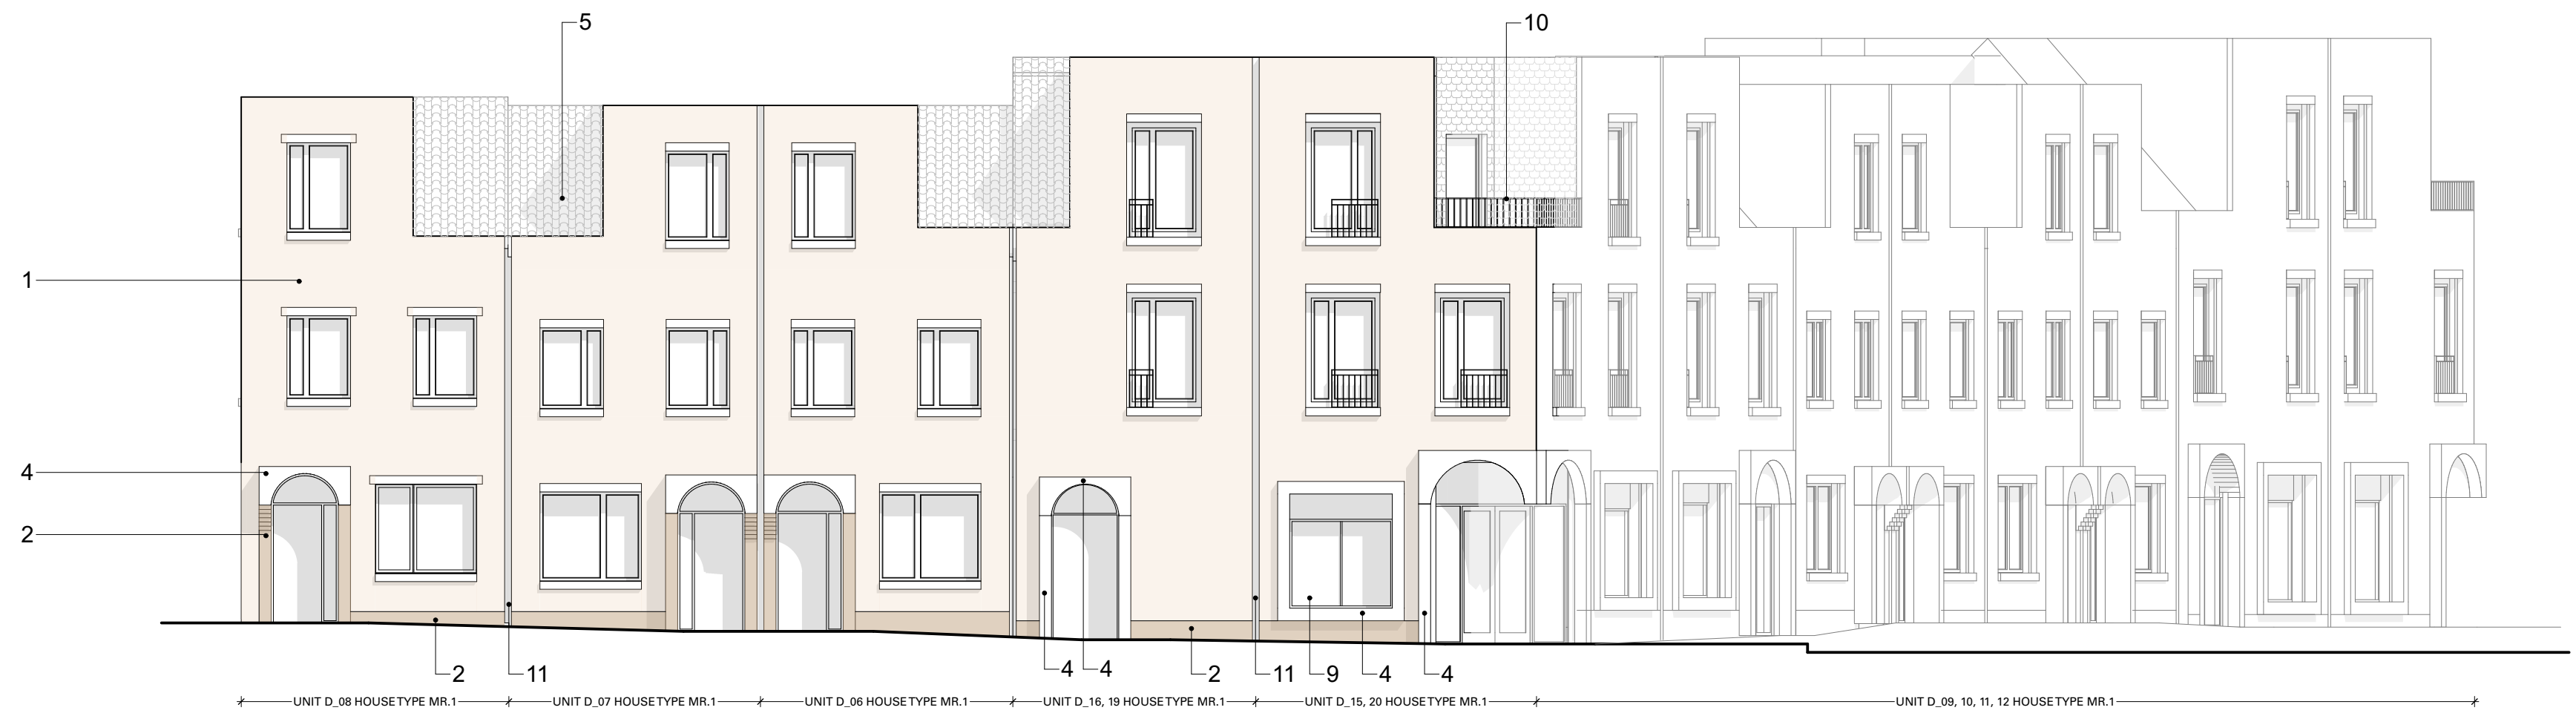 5
10
1
4
2
2
11
4
4
2
11
9
4
4
UNIT D_08 HOUSETYPE MR.1
UNIT D_07 HOUSETYPE MR.1
UNIT D_06 HOUSETYPE MR.1
UNIT D_16, 19 HOUSETYPE MR.1
UNIT D_15, 20 HOUSETYPE MR.1
UNIT D_09, 10, 11, 12 HOUSETYPE MR.1